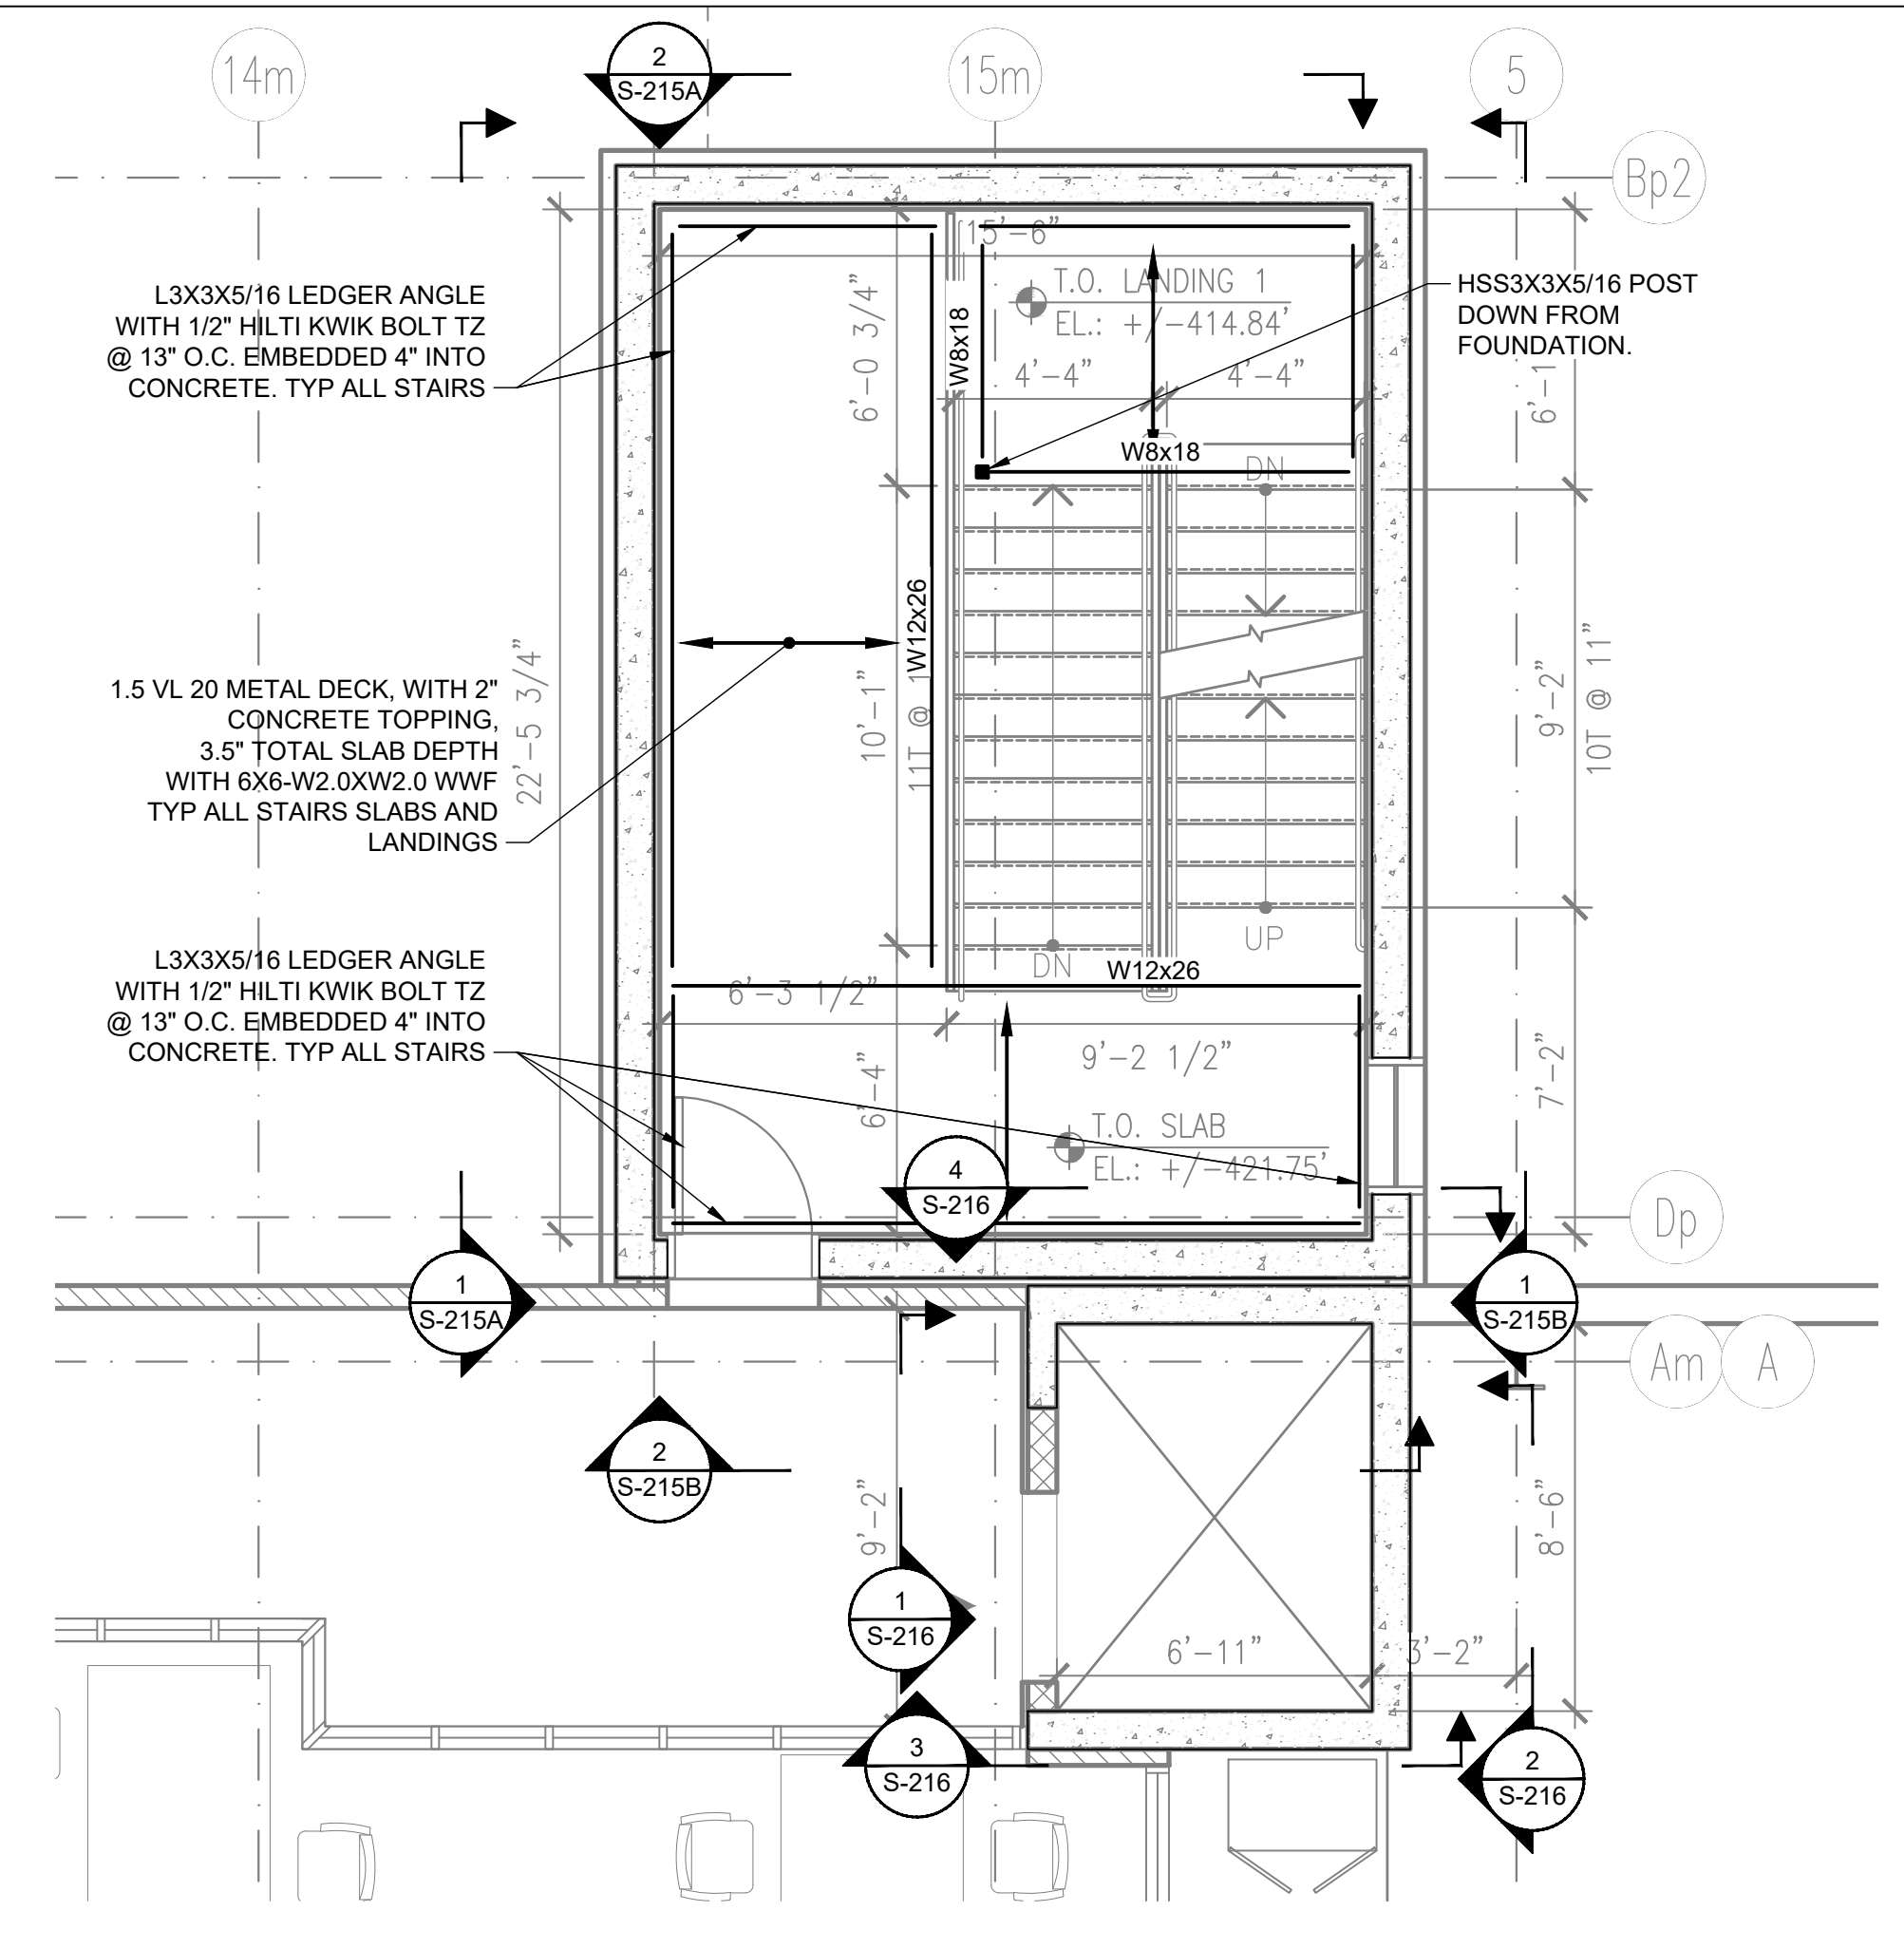 14m
2
S-215A
15m
5
Bp2
15'-6"
L3X3X5/16 LEDGER ANGLE
WITH 1/2" HILTI KWIK BOLT TZ
@ 13" O.C. EMBEDDED 4" INTO
CONCRETE. TYP ALL STAIRS
6'-0 3/4"
W8x18
T.O. LANDING 1
EL.: +/-414.84'
4'-4"
4'-4"
HSS3X3X5/16 POST
DOWN FROM
FOUNDATION.
6'-1
W8x18
DN
1.5 VL 20 METAL DECK, WITH 2"
CONCRETE TOPPING,
3.5" TOTAL SLAB DEPTH
WITH 6X6-W2.0XW2.0 WWF
TYP ALL STAIRS SLABS AND
LANDINGS
22'-5 3/4"
10'-1"
11T @ 1
W12x26
9'-2"
10T @ 11"
UP
DN
W12x26
L3X3X5/16 LEDGER ANGLE
WITH 1/2" HILTI KWIK BOLT TZ
@ 13" O.C. EMBEDDED 4" INTO
CONCRETE. TYP ALL STAIRS
6'-3 1/2"
9'-2 1/2"
6'-4"
7'-2"
T.O. SLAB
EL.: +/-421.75'
4
S-216
Dp
1
S-215A
1
S-215B
Am
A
2
S-215B
9'-2"
8'-6"
1
S-216
6'-11"
3'-2"
3
S-216
2
S-216